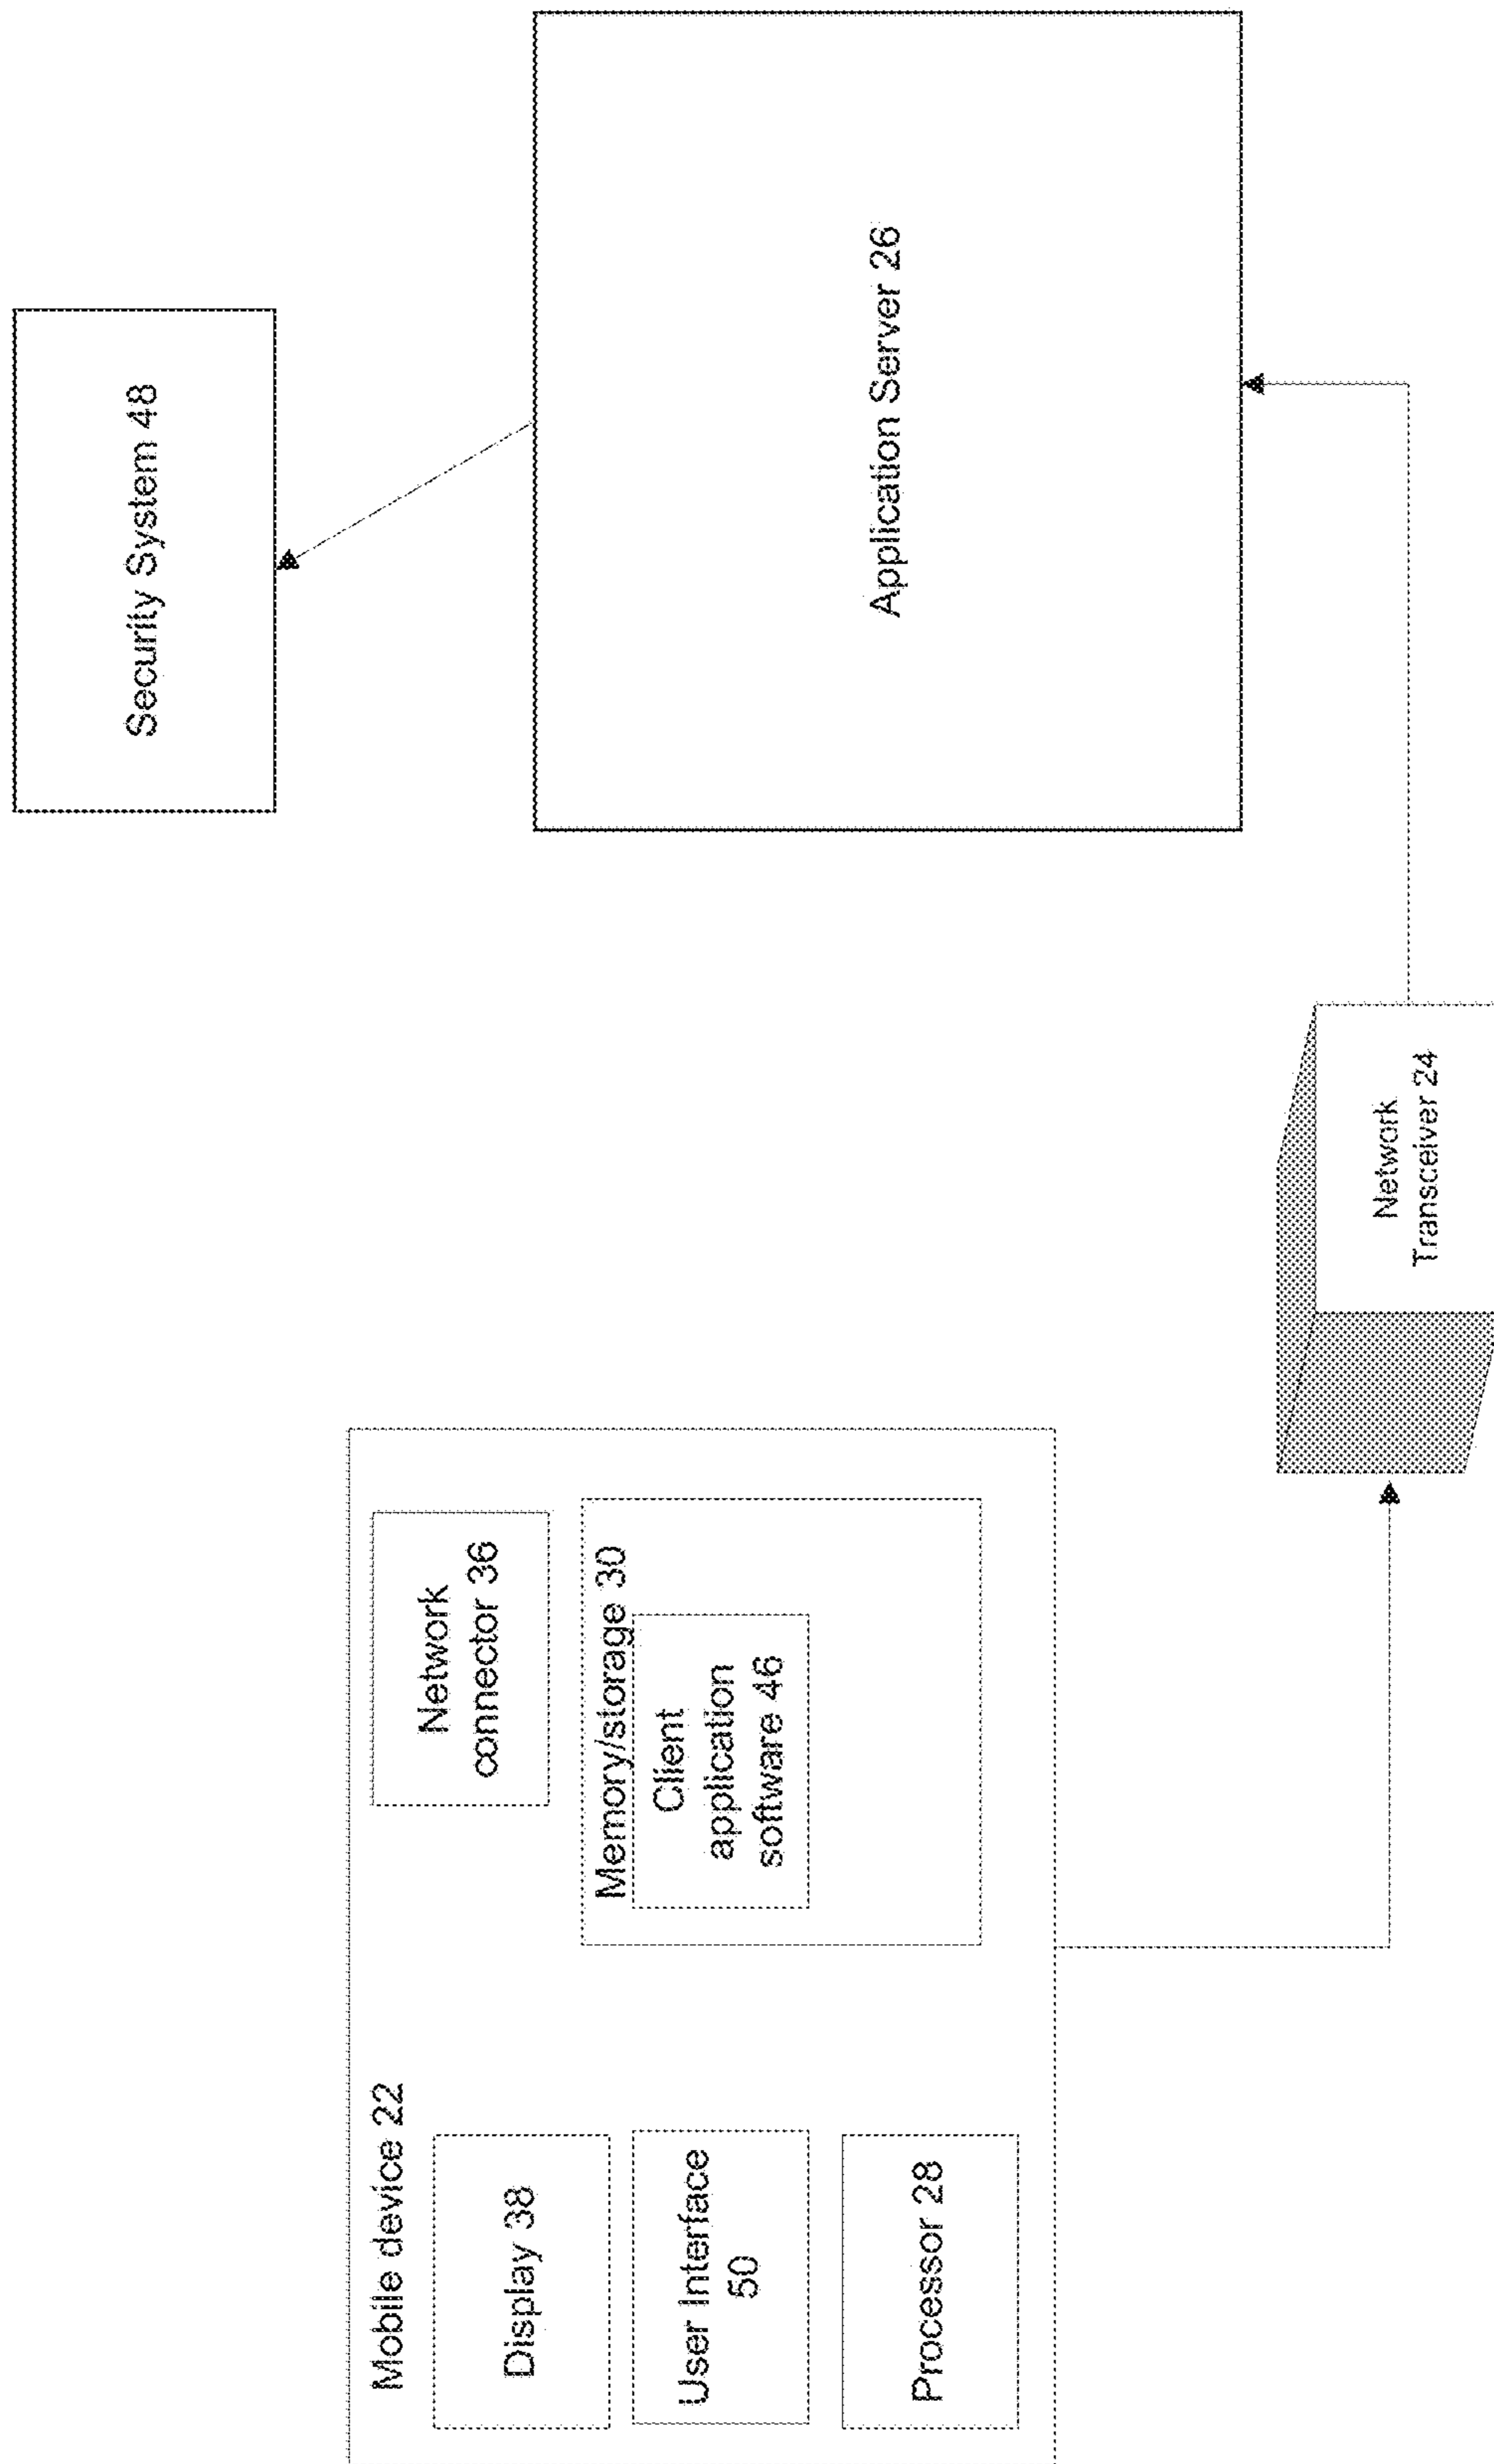 Mobile device 22
Display 38
User Interface
50
Processor 28
Network
connector 36
Memory/storage 30
Client
application
software 46
Network
Transceiver 24
Security System 48
Application Server 26